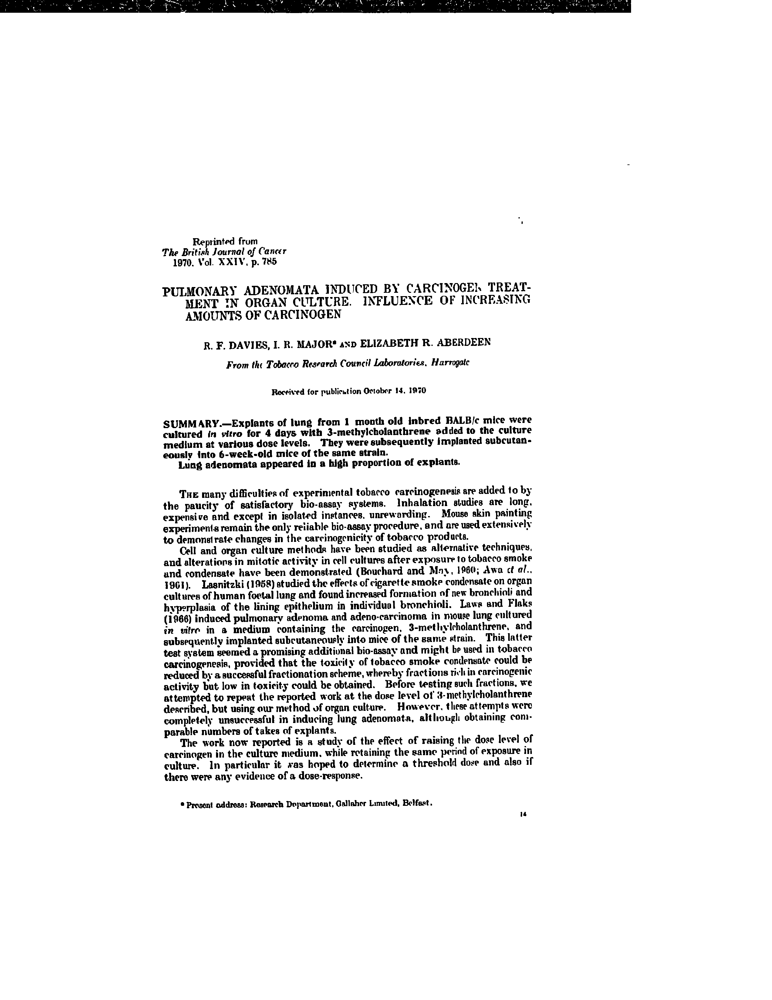 Reprinted from
The British Journal of Cancer
1970. Vol. XXIV, p. 785
PULMONARY ADENOMATA INDUCED BY CARCINOGEN TREAT-
MENT IN ORGAN CULTURE. INFLUENCE OF INCREASING
AMOUNTS OF CARCINOGEN
R. F. DAVIES, I. R. MAJOR* AND ELIZABETH R. ABERDEEN
From the Tobacco Research Council Laboratories, Harrogate
Received for publication October 14, 1970
SUMMARY.—Explants of lung from 1 month old inbred BALB/c mice were
cultured in vitro for 4 days with 3-methylcholanthrene added to the culture
medium at various dose levels. They were subsequently implanted subcutan-
eously into 6-week-old mice of the same strain.
Lung adenomata appeared in a high proportion of explants.
THE many difficulties of experimental tobacco carcinogenesis are added to by
the paucity of satisfactory bio-assay systems. Inhalation studies are long,
expensive and except in isolated instances, unrewarding. Mouse skin painting
experiments remain the only reliable bio-assay procedure, and are used extensively
to demonstrate changes in the carcinogenicity of tobacco products.
Cell and organ culture methods have been studied as alternative techniques,
and alterations in mitotic activity in cell cultures after exposure to tobacco smoke
and condensate have been demonstrated (Bouchard and May, 1960; Awa et al.,
1961). Lasnitzki (1958) studied the effects of cigarette smoke condensate on organ
cultures of human foetal lung and found increased formation of new bronchioli and
hyperplasia of the lining epithelium in individual bronchioli. Laws and Flaks
(1966) induced pulmonary adenoma and adeno-carcinoma in mouse lung cultured
in vitro in a medium containing the carcinogen, 3-methylcholanthrene, and
subsequently implanted subcutaneously into mice of the same strain. This latter
test system seemed a promising additional bio-assay and might be used in tobacco
carcinogenesis, provided that the toxicity of tobacco smoke condensate could be
reduced by a successful fractionation scheme, whereby fractions rich in carcinogenic
activity but low in toxicity could be obtained. Before testing such fractions, we
attempted to repeat the reported work at the dose level of 3-methylcholanthrene
described, but using our method of organ culture. However, these attempts were
completely unsuccessful in inducing lung adenomata, although obtaining com-
parable numbers of takes of explants.
The work now reported is a study of the effect of raising the dose level of
carcinogen in the culture medium, while retaining the same period of exposure in
culture. In particular it was hoped to determine a threshold dose and also if
there were any evidence of a dose-response.
* Present address: Research Department, Gallaher Limited, Belfast.
14